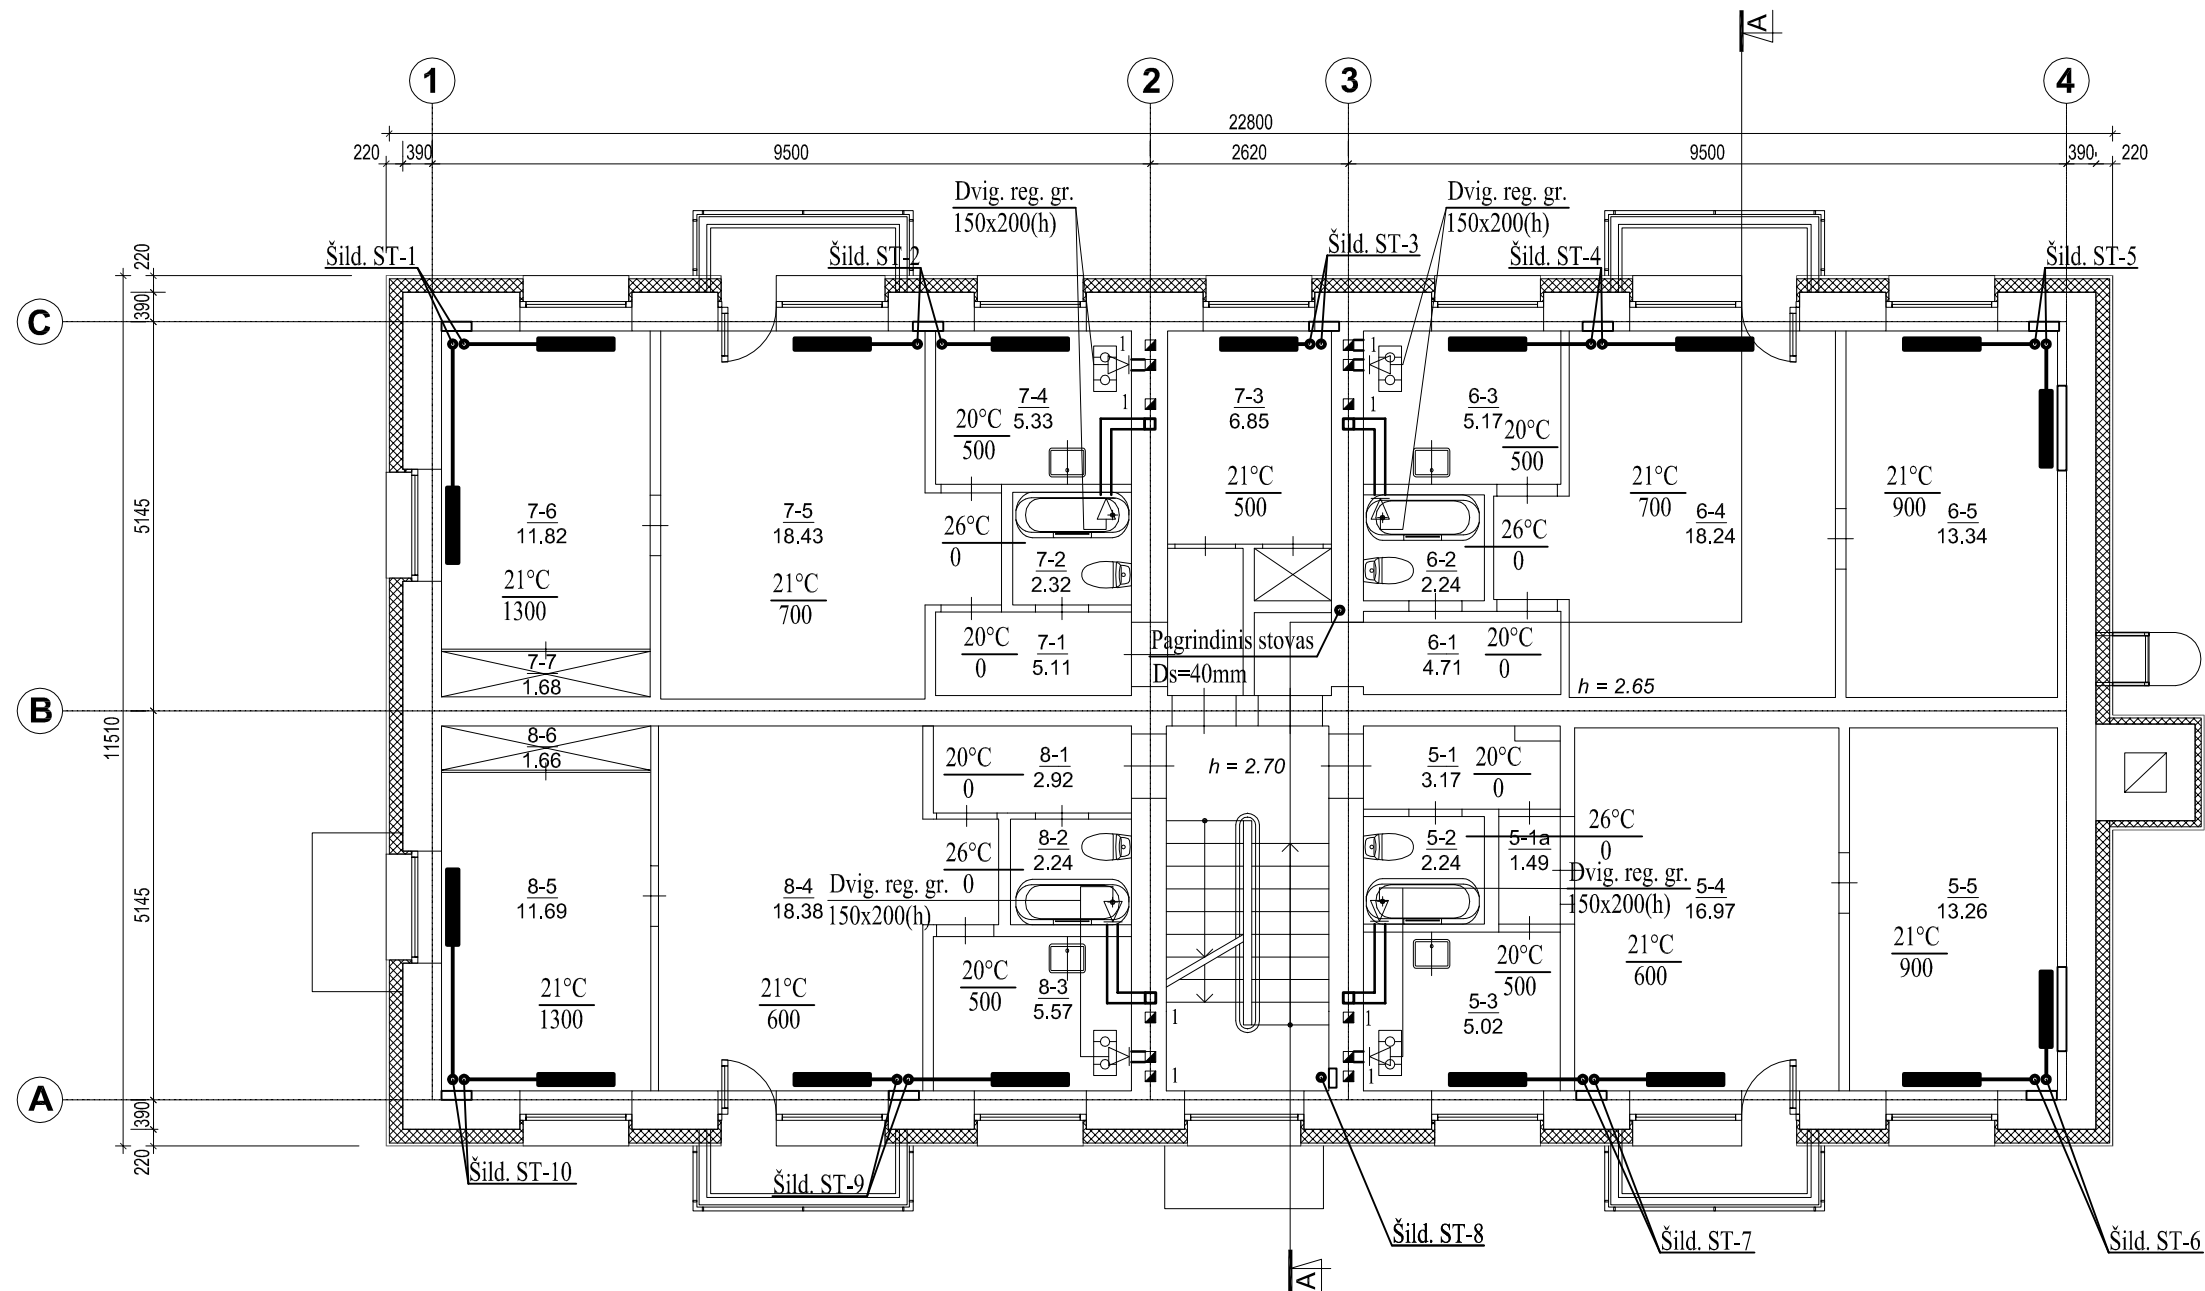 A
1
2
3
4
22800
220
390
9500
2620
9500
390
220
Dvig. reg. gr.
150x200(h)
Dvig. reg. gr.
150x200(h)
Šild. ST-1
Šild. ST-2
Šild. ST-3
Šild. ST-4
Šild. ST-5
220
390
C
5145
B
11510
5145
A
390
220
1
1
1
1
7-4
5.33
20°C
500
7-3
6.85
21°C
500
6-3
5.17
20°C
500
21°C
700
6-4
18.24
21°C
900
6-5
13.34
7-6
11.82
21°C
1300
7-5
18.43
21°C
700
26°C
0
7-2
2.32
26°C
0
6-2
2.24
20°C
0
7-1
5.11
Pagrindinis stovas
Ds=40mm
6-1
4.71
20°C
0
h = 2.65
7-7
1.68
8-6
1.66
20°C
0
8-1
2.92
h = 2.70
5-1
3.17
20°C
0
26°C
0
8-2
2.24
5-2
2.24
5-1a
1.49
26°C
0
8-5
11.69
8-4
18.38
Dvig. reg. gr.
150x200(h)
Dvig. reg. gr.
150x200(h)
5-4
16.97
5-5
13.26
21°C
1300
21°C
600
20°C
500
8-3
5.57
20°C
500
5-3
5.02
21°C
600
21°C
900
1
1
1
1
Šild. ST-10
Šild. ST-9
Šild. ST-8
Šild. ST-7
Šild. ST-6
A